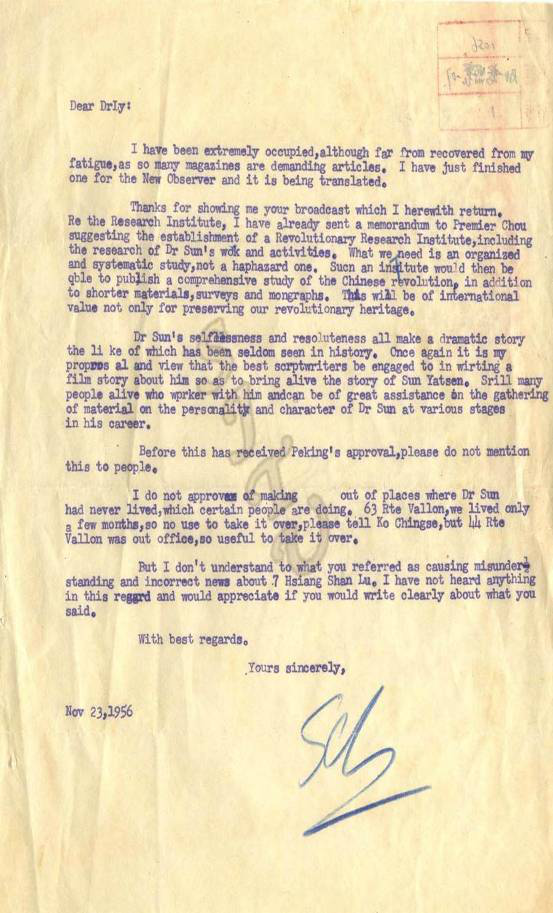 Dear DrLy:
I have been extremely occupied,although far from recovered from my
fatigue,as so many magazines are demanding articles. I have just finished
one for the New Observer and it is being translated.
Thanks for showing me your broadcast which I herewith return.
Re the Research Institute, I have already sent a memorandum to Premier Chou
suggesting the establishment of a Revolutionary Research Institute,including
the research of Dr Sun's wok and activities. What we need is an organized
and systematic study,not a haphazard one. Sucn an institute would then be
qble to publish a comprehensive study of the Chinese revolution, in addition
to shorter materials,surveys and mongraphs. This will be of international
value not only for preserving our revolutionary heritage.
Dr Sun's selflessness and resoluteness all make a dramatic story
the li ke of which has been seldom seen in history. Once again it is my
propros al and view that the best scrptwriters be engaged to in wirting a
film story about him so as to bring alive the story of Sun Yatsen. Srill many
people alive who wprker with him andcan be of great assistance on the gathering
of material on the personality and character of Dr Sun at various stages
in his career.
Before this has received Peking's approval,please do not mention
this to people.
I do not approve of making out of places where Dr Sun
had never lived,which certain people are doing. 63 Rte Vallon,we lived only
a few months,so no use to take it over,please tell Ko Chingse,but 44 Rte
Vallon was out office,so useful to take it over.
But I don't understand to what you referred as causing misunder-
standing and incorrect news about 7 Hsiang Shan Lu. I have not heard anything
in this regard and would appreciate if you would write clearly about what you
said.
With best regards.
Yours sincerely,
Nov 23,1956
SCL